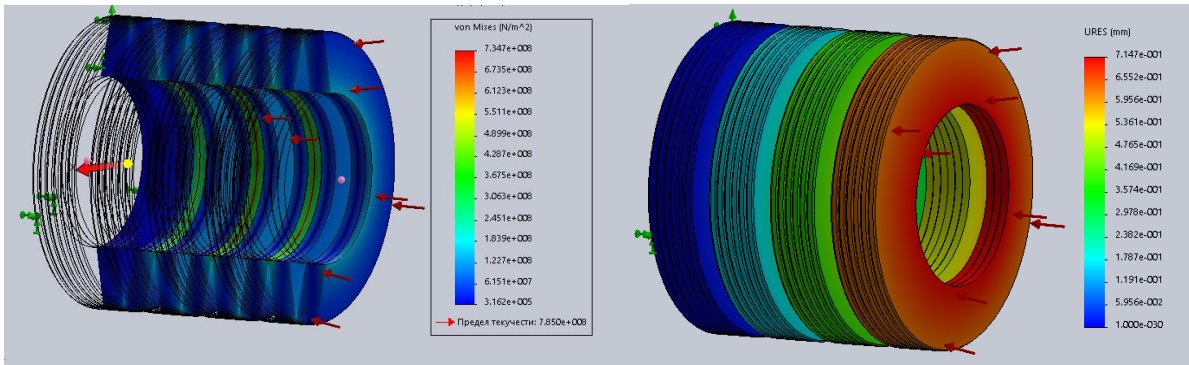 von Mises (N/m^2)
7.347e+008
6.735e+008
6.123e+008
5.511e+008
4.899e+008
4.287e+008
3.675e+008
3.063e+008
2.451e+008
1.839e+008
1.227e+008
6.151e+007
3.162e+005
Предел текучести: 7.850e+008
URES (mm)
7.147e-001
6.552e-001
5.956e-001
5.361e-001
4.765e-001
4.169e-001
3.574e-001
2.978e-001
2.382e-001
1.787e-001
1.191e-001
5.956e-002
1.000e-030